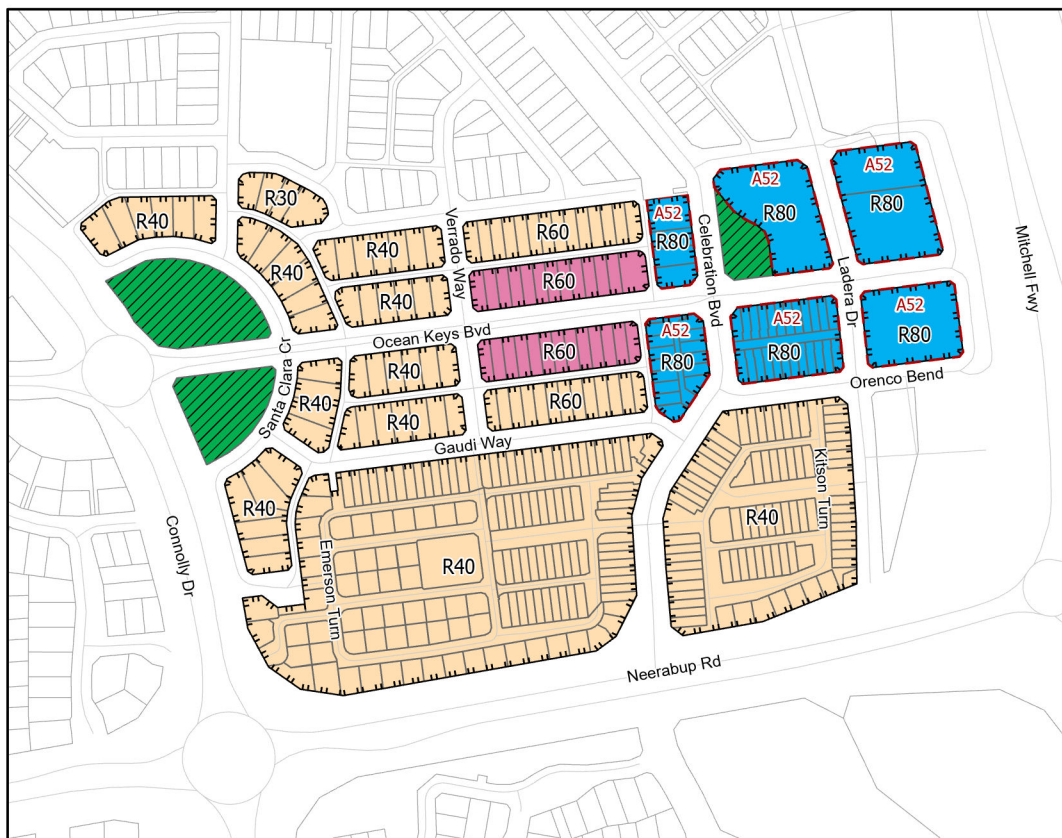 A52
A52
R80
R80
R40
R30
A52
R80
Verrado Way
R60
Celebration Bvd
Mitchell Fwy
R40
R40
Ladera Dr
R60
R40
A52
A52
A52
Ocean Keys Bvd
R80
R80
R80
R60
Santa Clara Cr
R40
Orenco Bend
R40
R60
R40
Gaudi Way
Kitson Turn
R40
R40
Connolly Dr
Emerson Turn
R40
Neerabup Rd